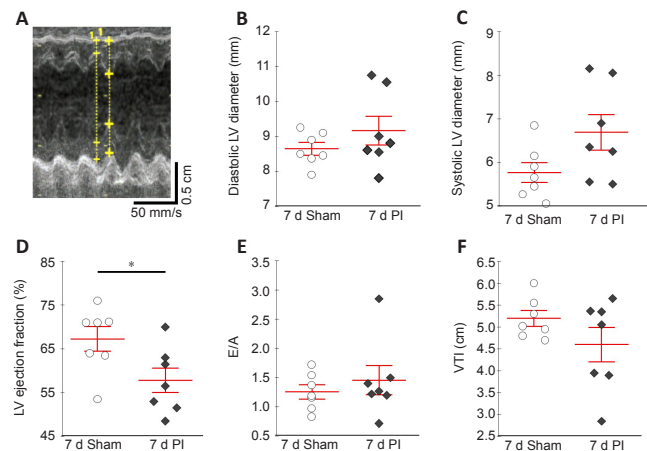 A
1 1
0.5 cm
50 mm/s
B
Diastolic LV diameter (mm)
12
11
10
9
8
7
7 d Sham 7 d PI
C
Systolic LV diameter (mm)
9
8
7
6
5
7 d Sham 7 d PI
D
LV ejection fraction (%)
85
75
65
55
45
*
7 d Sham 7 d PI
E
E/A
3.5
3.0
2.5
2.0
1.5
1.0
0.5
7 d Sham 7 d PI
F
VTI (cm)
6.5
6.0
5.5
5.0
4.5
4.0
3.5
3.0
2.5
7 d Sham 7 d PI